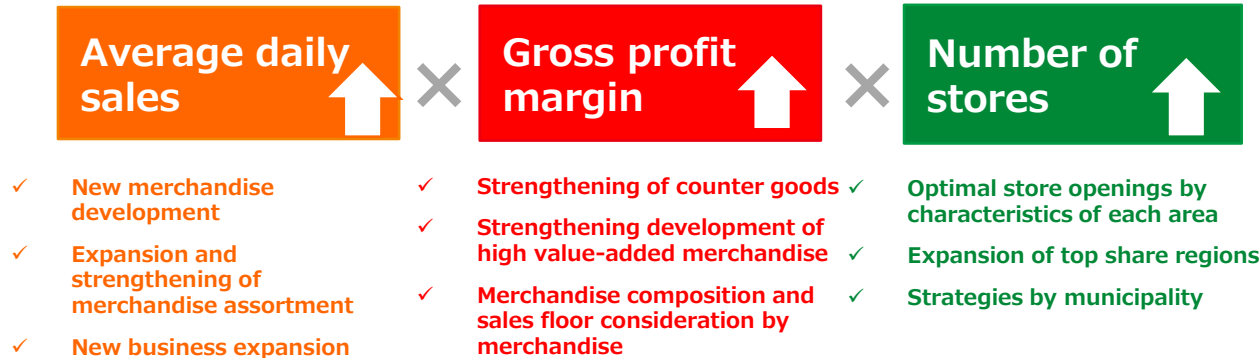 Average daily
sales
×
Gross profit
margin
×
Number of
stores
✓ New merchandise
development
✓ Expansion and
strengthening of
merchandise assortment
✓ New business expansion
✓ Strengthening of counter goods
✓ Strengthening development of
high value-added merchandise
✓ Merchandise composition and
sales floor consideration by
merchandise
✓ Optimal store openings by
characteristics of each area
✓ Expansion of top share regions
✓ Strategies by municipality